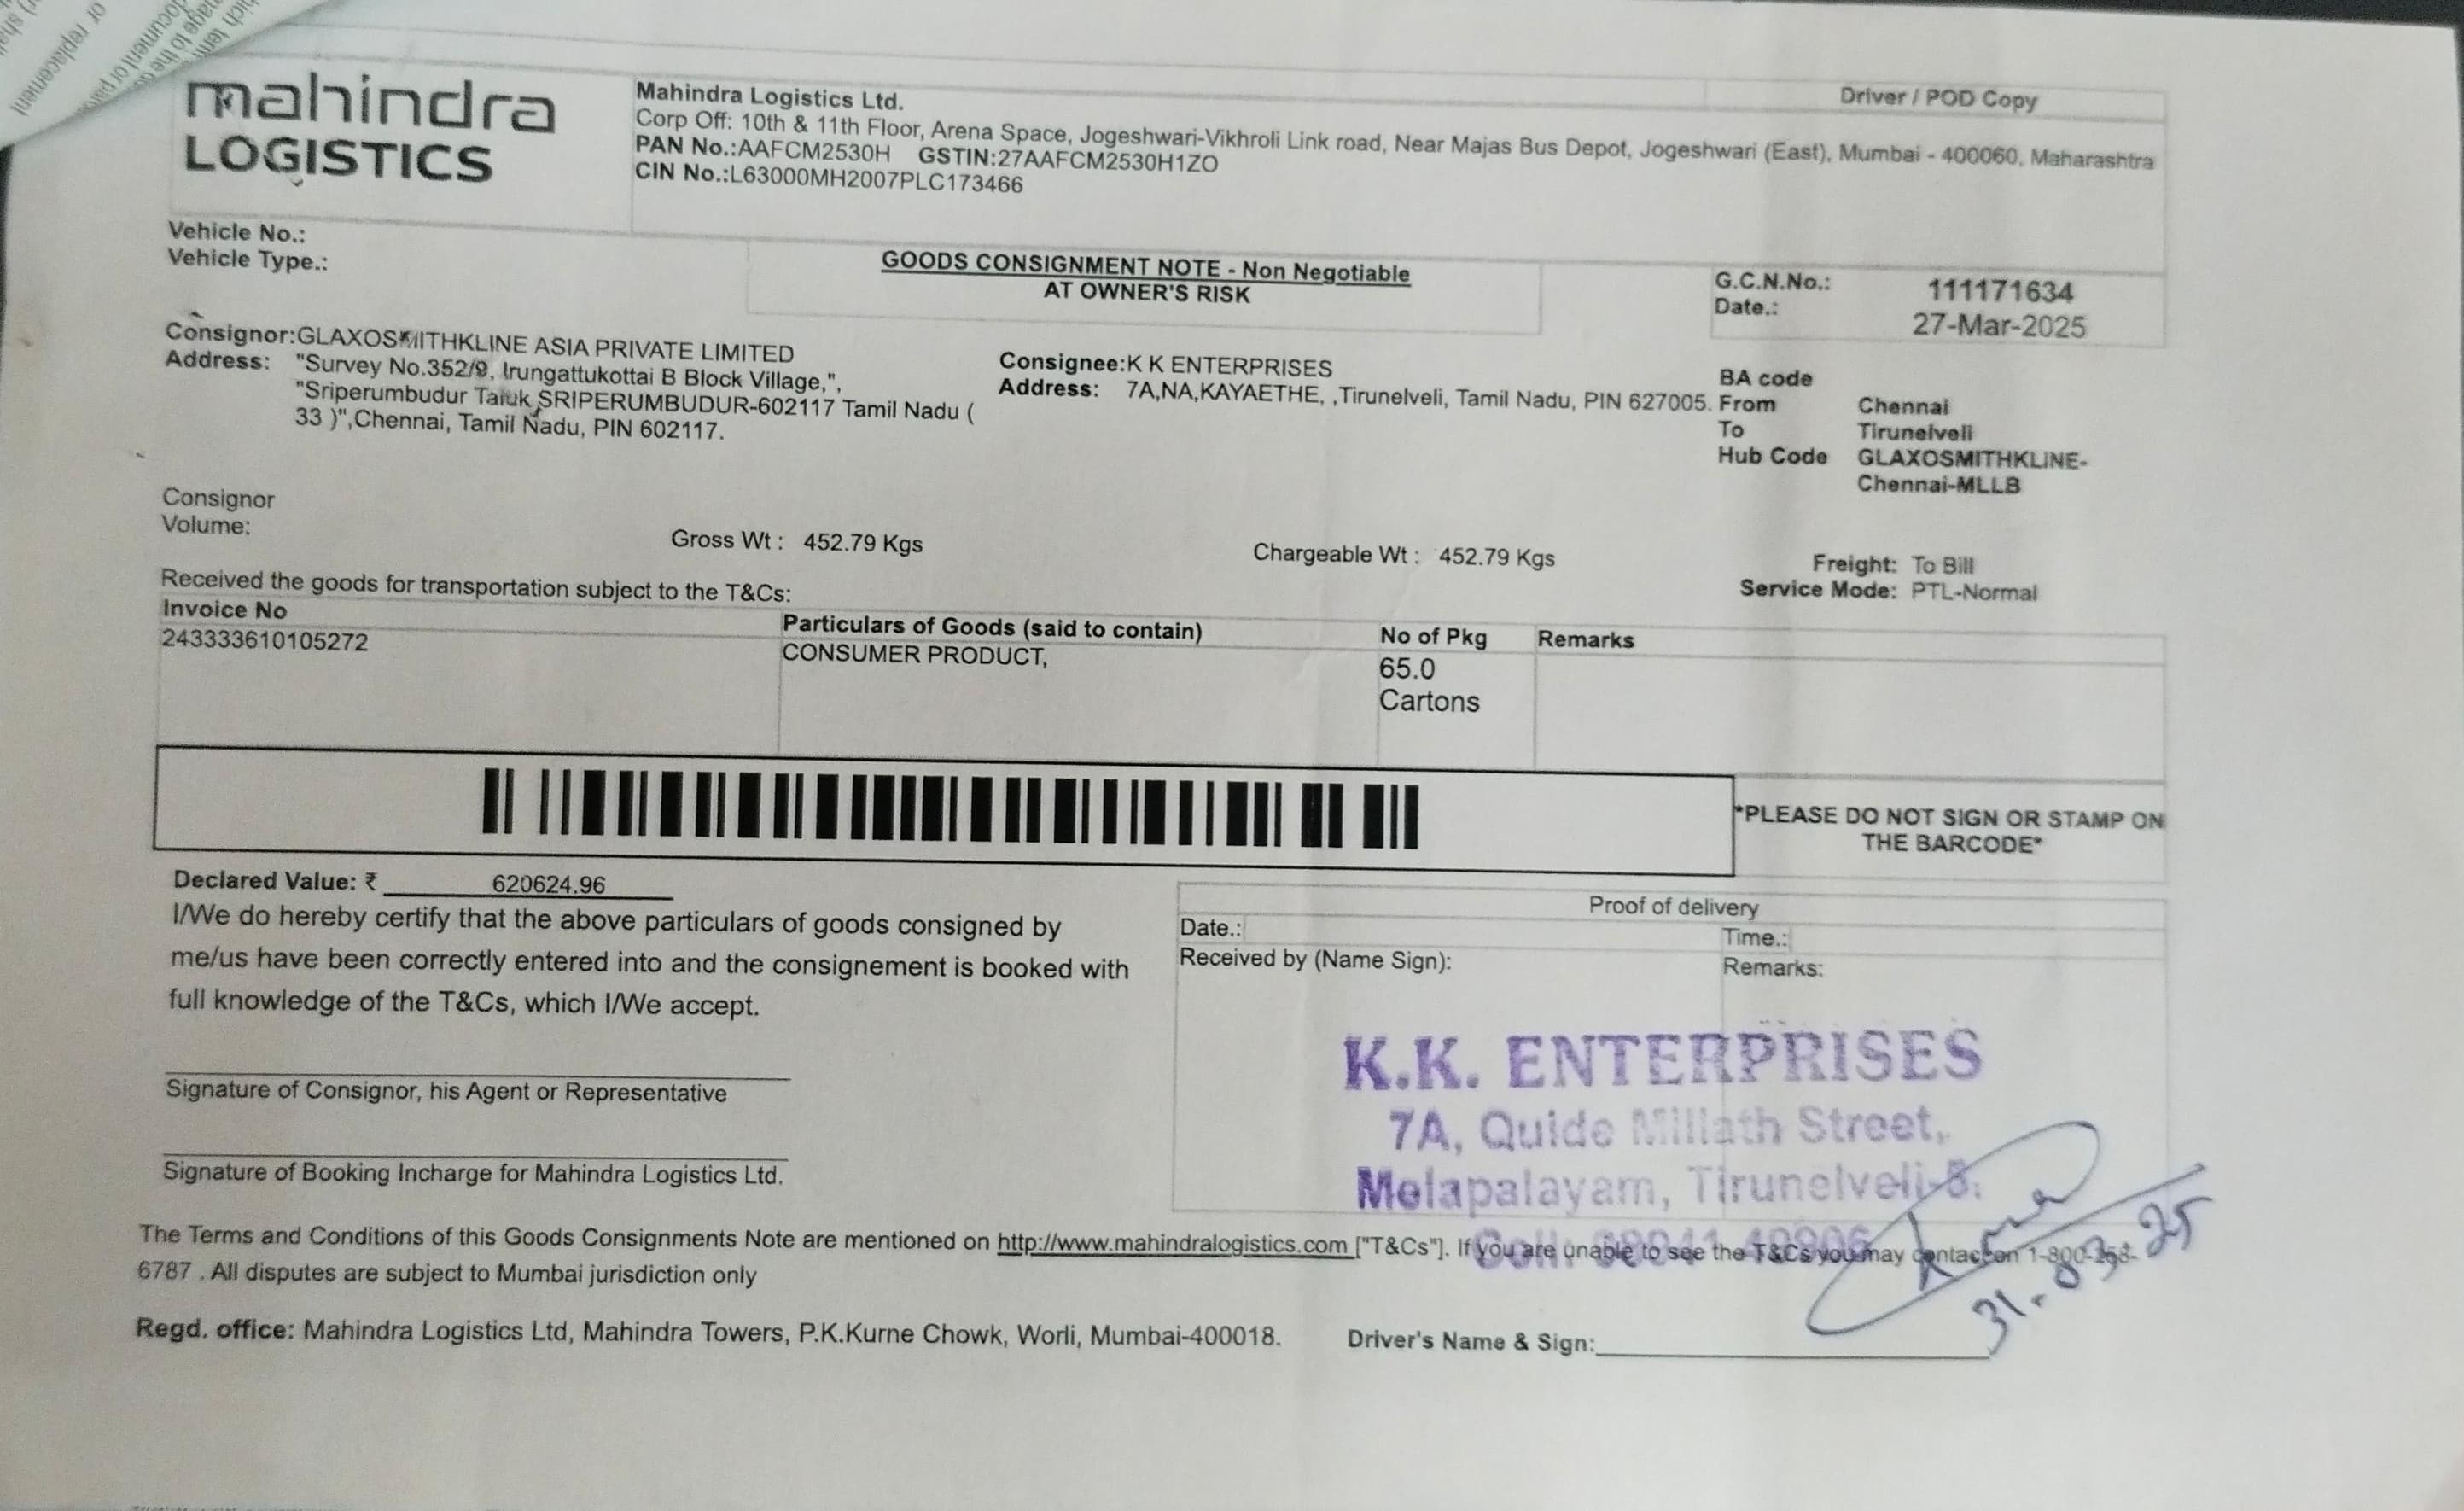 mahindra
LOGISTICS
Mahindra Logistics Ltd.
Driver / POD Copy
Corp Off: 10th & 11th Floor, Arena Space, Jogeshwari-Vikhroli Link road, Near Majas Bus Depot, Jogeshwari (East), Mumbai - 400060, Maharashtra
PAN No.:AAFCM2530H GSTIN:27AAFCM2530H1ZO
CIN No.:L63000MH2007PLC173466
Vehicle No.:
Vehicle Type.:
GOODS CONSIGNMENT NOTE - Non Negotiable
AT OWNER'S RISK
G.C.N.No.: 111171634
Date.: 27-Mar-2025
Consignor:GLAXOSMITHKLINE ASIA PRIVATE LIMITED
Address: "Survey No.352/9, Irungattukottai B Block Village,",
"Sriperumbudur Taluk,SRIPERUMBUDUR-602117 Tamil Nadu (
33 )",Chennai, Tamil Nadu, PIN 602117.
Consignee:K K ENTERPRISES
Address: 7A,NA,KAYAETHE, ,Tirunelveli, Tamil Nadu, PIN 627005.
BA code
From Chennai
To Tirunelveli
Hub Code GLAXOSMITHKLINE-
Chennai-MLLB
Consignor
Volume:
Gross Wt : 452.79 Kgs
Chargeable Wt : 452.79 Kgs
Freight: To Bill
Service Mode: PTL-Normal
Received the goods for transportation subject to the T&Cs:
Invoice No
Particulars of Goods (said to contain)
No of Pkg
Remarks
243333610105272
CONSUMER PRODUCT,
65.0
Cartons
*PLEASE DO NOT SIGN OR STAMP ON
THE BARCODE*
Declared Value: ₹ 620624.96
I/We do hereby certify that the above particulars of goods consigned by
me/us have been correctly entered into and the consignement is booked with
full knowledge of the T&Cs, which I/We accept.
Signature of Consignor, his Agent or Representative
Signature of Booking Incharge for Mahindra Logistics Ltd.
Proof of delivery
Date.:
Time.:
Received by (Name Sign):
Remarks:
K.K. ENTERPRISES
7A, Quide Millath Street,
Melapalayam, Tirunelveli-5.
31-03-25
The Terms and Conditions of this Goods Consignments Note are mentioned on http://www.mahindralogistics.com ["T&Cs"]. If you are unable to see the T&Cs you may contact on 1-800-258-
6787 . All disputes are subject to Mumbai jurisdiction only
Regd. office: Mahindra Logistics Ltd, Mahindra Towers, P.K.Kurne Chowk, Worli, Mumbai-400018.
Driver's Name & Sign: